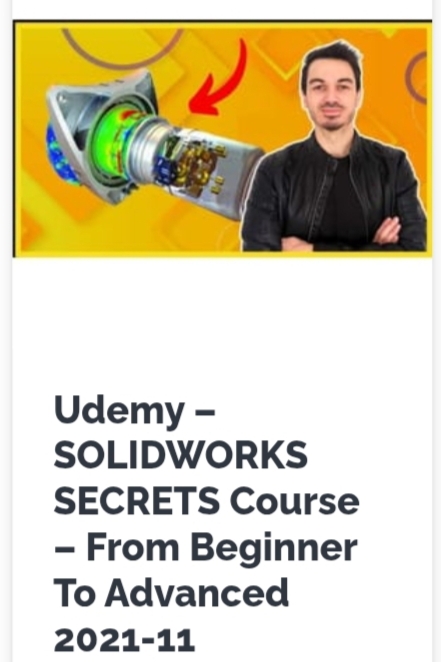 Udemy –
SOLIDWORKS
SECRETS Course
– From Beginner
To Advanced
2021-11